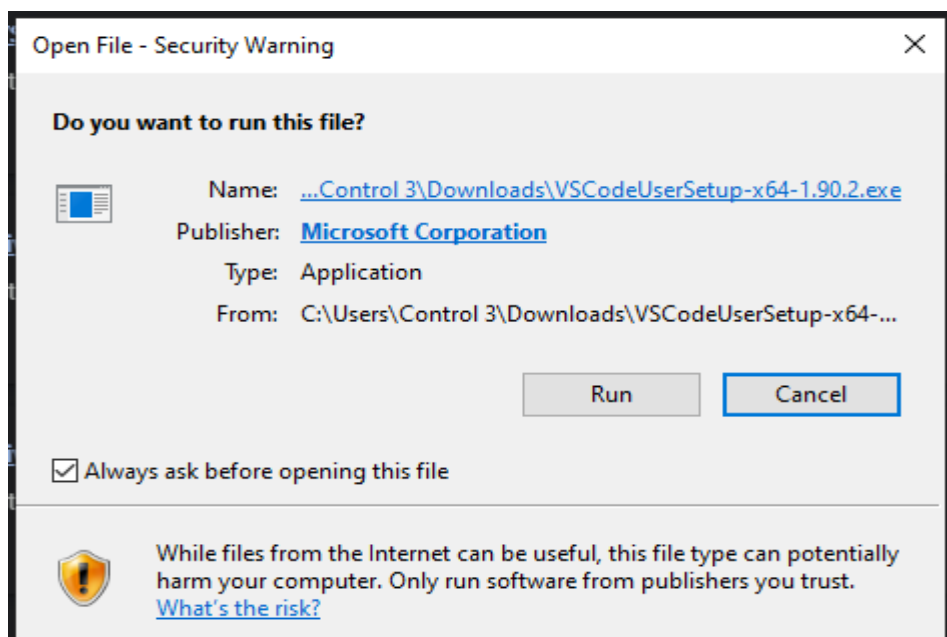 Open File - Security Warning
Do you want to run this file?
Name: ...Control 3\Downloads\VSCodeUserSetup-x64-1.90.2.exe
Publisher: Microsoft Corporation
Type: Application
From: C:\Users\Control 3\Downloads\VSCodeUserSetup-x64-...
Run Cancel
Always ask before opening this file
While files from the Internet can be useful, this file type can potentially
harm your computer. Only run software from publishers you trust.
What's the risk?